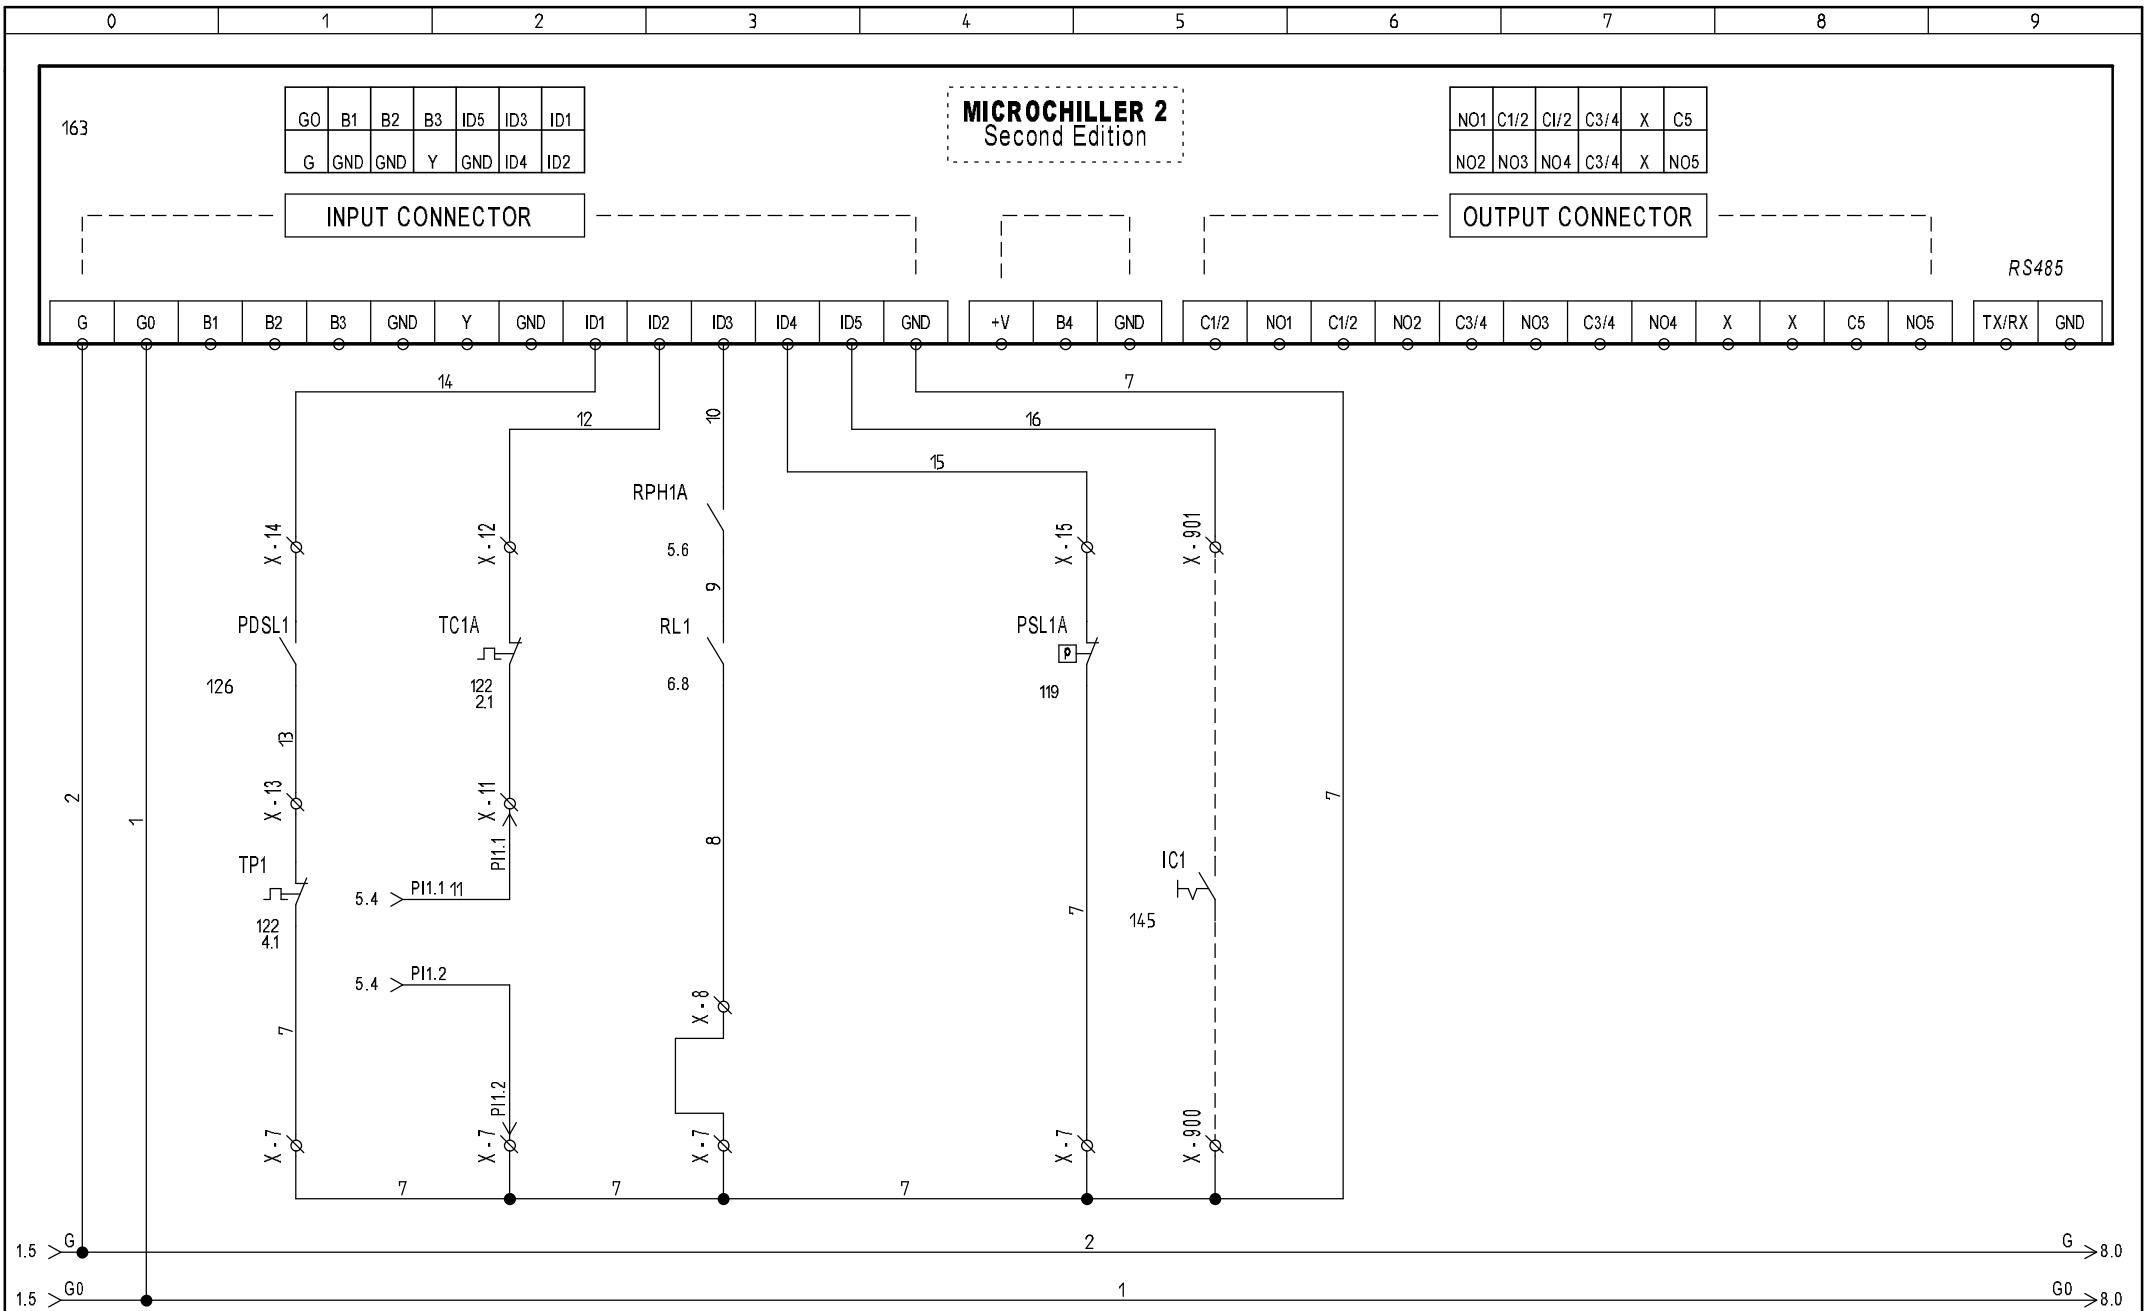 0 1 2 3 4 5 6 7 8 9
163
G0 B1 B2 B3 ID5 ID3 ID1
G GND GND Y GND ID4 ID2
INPUT CONNECTOR
MICROCHILLER 2
Second Edition
NO1 C1/2 CI/2 C3/4 X C5
NO2 NO3 NO4 C3/4 X NO5
OUTPUT CONNECTOR
RS485
G G0 B1 B2 B3 GND Y GND ID1 ID2 ID3 ID4 ID5 GND +V B4 GND C1/2 NO1 C1/2 NO2 C3/4 NO3 C3/4 NO4 X X C5 NO5 TX/RX GND
14 7
12 10 16
15
RPH1A
X - 14 X - 12 X - 15 X - 901
5.6
9
PDSL1 TC1A RL1 PSL1A
P
126 122 6.8 119
2.1
13
2 1 X - 13 X - 11 7
PI1.1 8
TP1 IC1
5.4 PI1.1 11
122 7 145
4.1
5.4 PI1.2
7 X - 8
PI1.2
X - 7 X - 7 X - 7 X - 7 X - 900
7 7 7
1.5 G 2 G 8.0
1.5 G0 1 G0 8.0